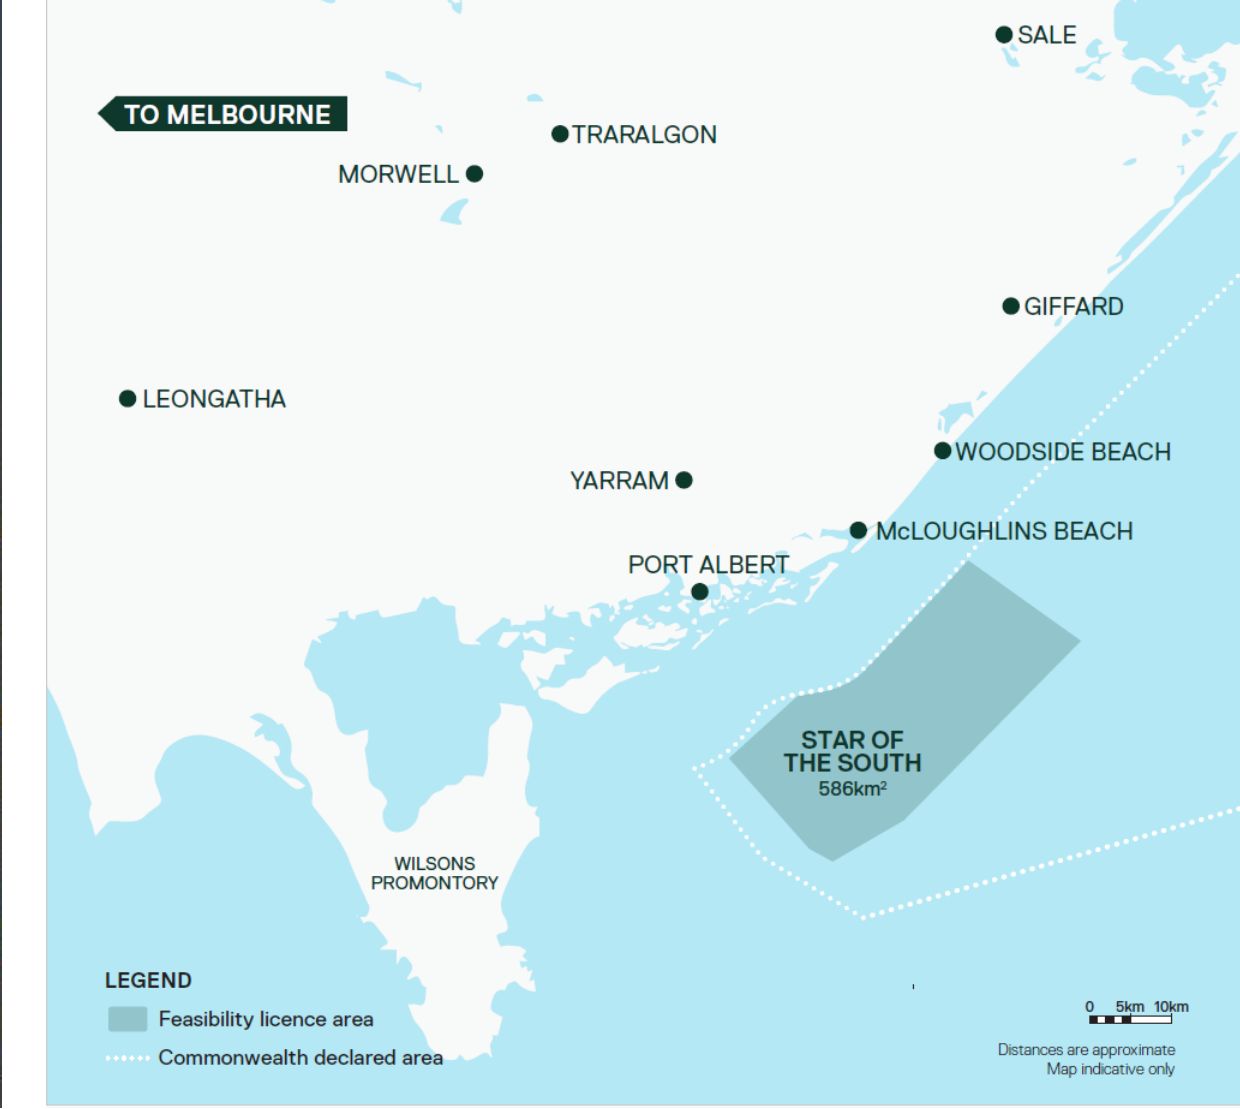 SALE
TO MELBOURNE
TRARALGON
MORWELL
GIFFARD
LEONGATHA
WOODSIDE BEACH
YARRAM
McLOUGHLINS BEACH
PORT ALBERT
STAR OF
THE SOUTH
586km²
WILSONS
PROMONTORY
LEGEND
Feasibility licence area
Commonwealth declared area
0 5km 10km
Distances are approximate
Map indicative only